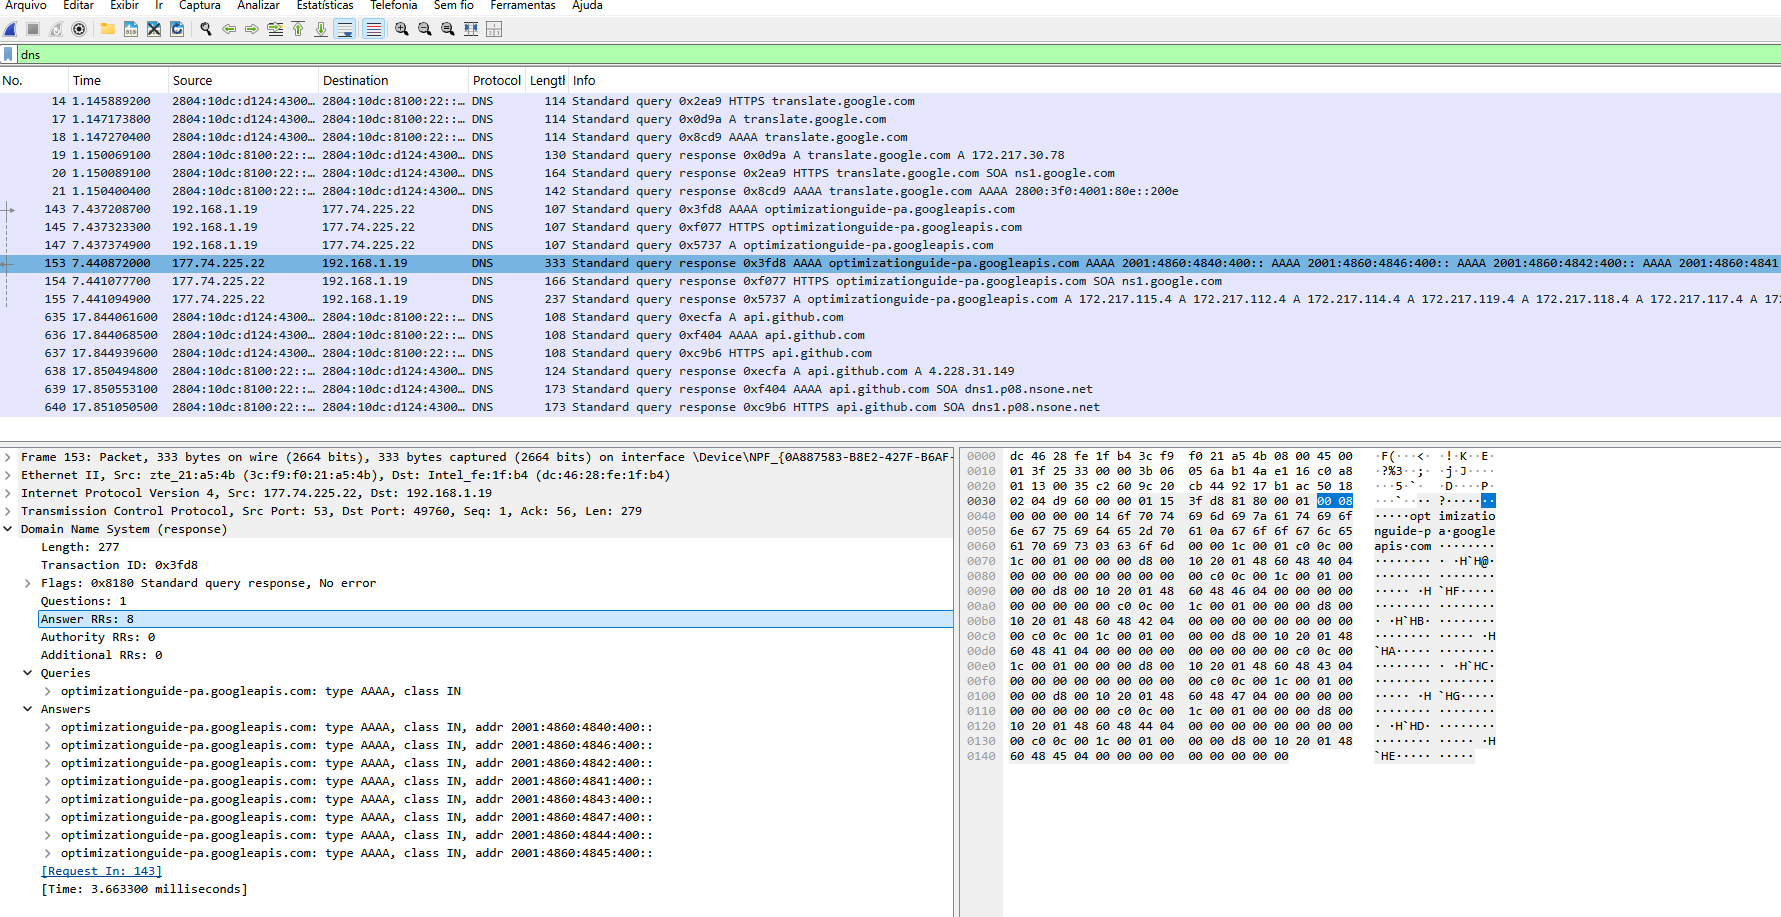 Arquivo Editar Exibir Ir Captura Analizar Estatísticas Telefonia Sem fio Ferramentas Ajuda
dns
No. Time Source Destination Protocol Lengtl Info
14 1.145889200 2804:10dc:d124:4300… 2804:10dc:8100:22::… DNS 114 Standard query 0x2ea9 HTTPS translate.google.com
17 1.147173800 2804:10dc:d124:4300… 2804:10dc:8100:22::… DNS 114 Standard query 0x0d9a A translate.google.com
18 1.147270400 2804:10dc:d124:4300… 2804:10dc:8100:22::… DNS 114 Standard query 0x8cd9 AAAA translate.google.com
19 1.150069100 2804:10dc:8100:22::… 2804:10dc:d124:4300… DNS 130 Standard query response 0x0d9a A translate.google.com A 172.217.30.78
20 1.150089100 2804:10dc:8100:22::… 2804:10dc:d124:4300… DNS 164 Standard query response 0x2ea9 HTTPS translate.google.com SOA ns1.google.com
21 1.150400400 2804:10dc:8100:22::… 2804:10dc:d124:4300… DNS 142 Standard query response 0x8cd9 AAAA translate.google.com AAAA 2800:3f0:4001:80e::200e
143 7.437208700 192.168.1.19 177.74.225.22 DNS 107 Standard query 0x3fd8 AAAA optimizationguide-pa.googleapis.com
145 7.437323300 192.168.1.19 177.74.225.22 DNS 107 Standard query 0xf077 HTTPS optimizationguide-pa.googleapis.com
147 7.437374900 192.168.1.19 177.74.225.22 DNS 107 Standard query 0x5737 A optimizationguide-pa.googleapis.com
153 7.440872000 177.74.225.22 192.168.1.19 DNS 333 Standard query response 0x3fd8 AAAA optimizationguide-pa.googleapis.com AAAA 2001:4860:4840:400:: AAAA 2001:4860:4846:400:: AAAA 2001:4860:4842:400:: AAAA 2001:4860:4841
154 7.441077700 177.74.225.22 192.168.1.19 DNS 166 Standard query response 0xf077 HTTPS optimizationguide-pa.googleapis.com SOA ns1.google.com
155 7.441094900 177.74.225.22 192.168.1.19 DNS 237 Standard query response 0x5737 A optimizationguide-pa.googleapis.com A 172.217.115.4 A 172.217.112.4 A 172.217.114.4 A 172.217.119.4 A 172.217.118.4 A 172.217.117.4 A 172
635 17.844061600 2804:10dc:d124:4300… 2804:10dc:8100:22::… DNS 108 Standard query 0xecfa A api.github.com
636 17.844068500 2804:10dc:d124:4300… 2804:10dc:8100:22::… DNS 108 Standard query 0xf404 AAAA api.github.com
637 17.844939600 2804:10dc:d124:4300… 2804:10dc:8100:22::… DNS 108 Standard query 0xc9b6 HTTPS api.github.com
638 17.850494800 2804:10dc:8100:22::… 2804:10dc:d124:4300… DNS 124 Standard query response 0xecfa A api.github.com A 4.228.31.149
639 17.850553100 2804:10dc:8100:22::… 2804:10dc:d124:4300… DNS 173 Standard query response 0xf404 AAAA api.github.com SOA dns1.p08.nsone.net
640 17.851050500 2804:10dc:8100:22::… 2804:10dc:d124:4300… DNS 173 Standard query response 0xc9b6 HTTPS api.github.com SOA dns1.p08.nsone.net
Frame 153: Packet, 333 bytes on wire (2664 bits), 333 bytes captured (2664 bits) on interface \Device\NPF_{0A887583-B8E2-427F-B6AF-
Ethernet II, Src: zte_21:a5:4b (3c:f9:f0:21:a5:4b), Dst: Intel_fe:1f:b4 (dc:46:28:fe:1f:b4)
Internet Protocol Version 4, Src: 177.74.225.22, Dst: 192.168.1.19
Transmission Control Protocol, Src Port: 53, Dst Port: 49760, Seq: 1, Ack: 56, Len: 279
Domain Name System (response)
Length: 277
Transaction ID: 0x3fd8
Flags: 0x8180 Standard query response, No error
Questions: 1
Answer RRs: 8
Authority RRs: 0
Additional RRs: 0
Queries
optimizationguide-pa.googleapis.com: type AAAA, class IN
Answers
optimizationguide-pa.googleapis.com: type AAAA, class IN, addr 2001:4860:4840:400::
optimizationguide-pa.googleapis.com: type AAAA, class IN, addr 2001:4860:4846:400::
optimizationguide-pa.googleapis.com: type AAAA, class IN, addr 2001:4860:4842:400::
optimizationguide-pa.googleapis.com: type AAAA, class IN, addr 2001:4860:4841:400::
optimizationguide-pa.googleapis.com: type AAAA, class IN, addr 2001:4860:4843:400::
optimizationguide-pa.googleapis.com: type AAAA, class IN, addr 2001:4860:4847:400::
optimizationguide-pa.googleapis.com: type AAAA, class IN, addr 2001:4860:4844:400::
optimizationguide-pa.googleapis.com: type AAAA, class IN, addr 2001:4860:4845:400::
[Request In: 143]
[Time: 3.663300 milliseconds]
0000 dc 46 28 fe 1f b4 3c f9 f0 21 a5 4b 08 00 45 00 ·F(···<· ·!·K··E·
0010 01 3f 25 33 00 00 3b 06 05 6a b1 4a e1 16 c0 a8 ·?%3··;· ·j·J····
0020 01 13 00 35 c2 60 9c 20 cb 44 92 17 b1 ac 50 18 ···5·`·  ·D····P·
0030 02 04 d9 60 00 00 01 15 3f d8 81 80 00 01 00 08 ···`···· ?·······
0040 00 00 00 00 14 6f 70 74 69 6d 69 7a 61 74 69 6f ·····opt imizatio
0050 6e 67 75 69 64 65 2d 70 61 0a 67 6f 6f 67 6c 65 nguide-p a·google
0060 61 70 69 73 03 63 6f 6d 00 00 1c 00 01 c0 0c 00 apis·com ········
0070 1c 00 01 00 00 00 d8 00 10 20 01 48 60 48 40 04 ········ · ·H`H@·
0080 00 00 00 00 00 00 00 00 00 c0 0c 00 1c 00 01 00 ········ ········
0090 00 00 d8 00 10 20 01 48 60 48 46 04 00 00 00 00 ····· ·H `HF·····
00a0 00 00 00 00 00 c0 0c 00 1c 00 01 00 00 00 d8 00 ········ ········
00b0 10 20 01 48 60 48 42 04 00 00 00 00 00 00 00 00 · ·H`HB· ········
00c0 00 c0 0c 00 1c 00 01 00 00 00 d8 00 10 20 01 48 ········ ····· ·H
00d0 60 48 41 04 00 00 00 00 00 00 00 00 00 c0 0c 00 `HA····· ········
00e0 1c 00 01 00 00 00 d8 00 10 20 01 48 60 48 43 04 ········ · ·H`HC·
00f0 00 00 00 00 00 00 00 00 00 c0 0c 00 1c 00 01 00 ········ ········
0100 00 00 d8 00 10 20 01 48 60 48 47 04 00 00 00 00 ····· ·H `HG·····
0110 00 00 00 00 00 c0 0c 00 1c 00 01 00 00 00 d8 00 ········ ········
0120 10 20 01 48 60 48 44 04 00 00 00 00 00 00 00 00 · ·H`HD· ········
0130 00 c0 0c 00 1c 00 01 00 00 00 d8 00 10 20 01 48 ········ ····· ·H
0140 60 48 45 04 00 00 00 00 00 00 00 00 00 `HE····· ·····